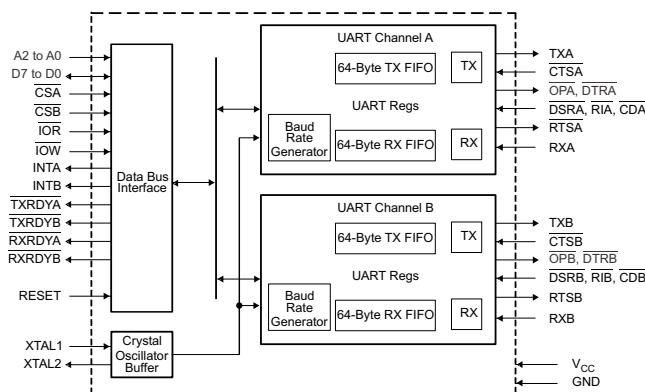 A2 to A0
D7 to D0
CSA
CSB
IOR
IOW
INTA
INTB
TXRDYA
TXRDYB
RXRDYA
RXRDYB
RESET
XTAL1
XTAL2
Data Bus
Interface
Crystal
Oscillator
Buffer
UART Channel A
64-Byte TX FIFO
TX
UART Regs
Baud
Rate
Generator
64-Byte RX FIFO
RX
UART Channel B
64-Byte TX FIFO
TX
UART Regs
Baud
Rate
Generator
64-Byte RX FIFO
RX
TXA
CTSA
OPA, DTRA
DSRA, RIA, CDA
RTSA
RXA
TXB
CTSB
OPB, DTRB
DSRB, RIB, CDB
RTSB
RXB
VCC
GND